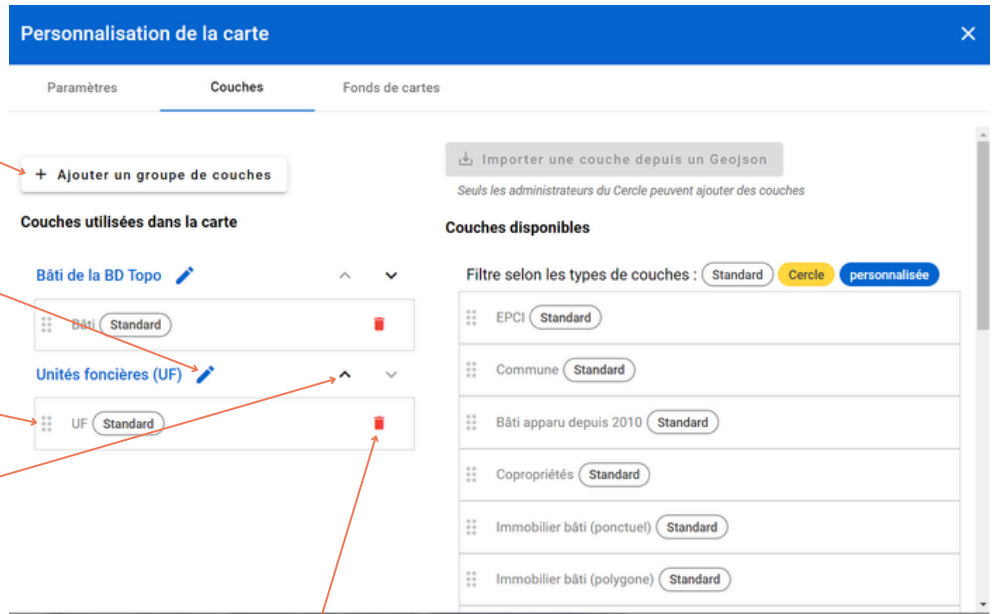 Personnalisation de la carte
Paramètres
Couches
Fonds de cartes
+ Ajouter un groupe de couches
Couches utilisées dans la carte
Bâti de la BD Topo
Bâti Standard
Unités foncières (UF)
UF Standard
Importer une couche depuis un Geojson
Seuls les administrateurs du Cercle peuvent ajouter des couches
Couches disponibles
Filtre selon les types de couches : Standard Cercle personnalisée
EPCI Standard
Commune Standard
Bâti apparu depuis 2010 Standard
Copropriétés Standard
Immobilier bâti (ponctuel) Standard
Immobilier bâti (polygone) Standard